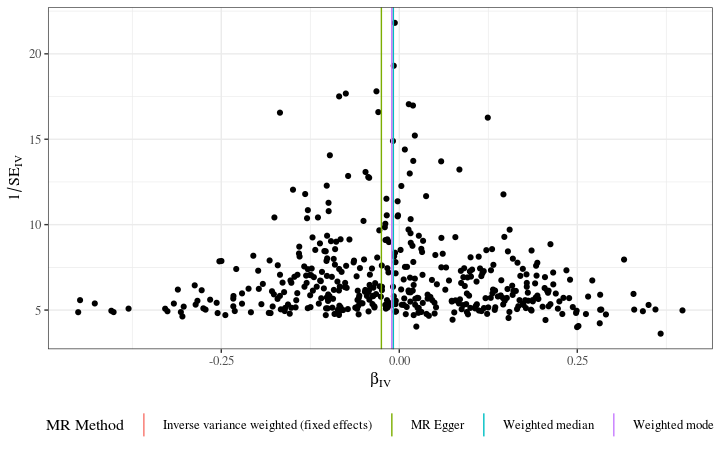 20
15
10
5
1/SE_IV
-0.25
0.00
0.25
β_IV
MR Method Inverse variance weighted (fixed effects) MR Egger Weighted median Weighted mode